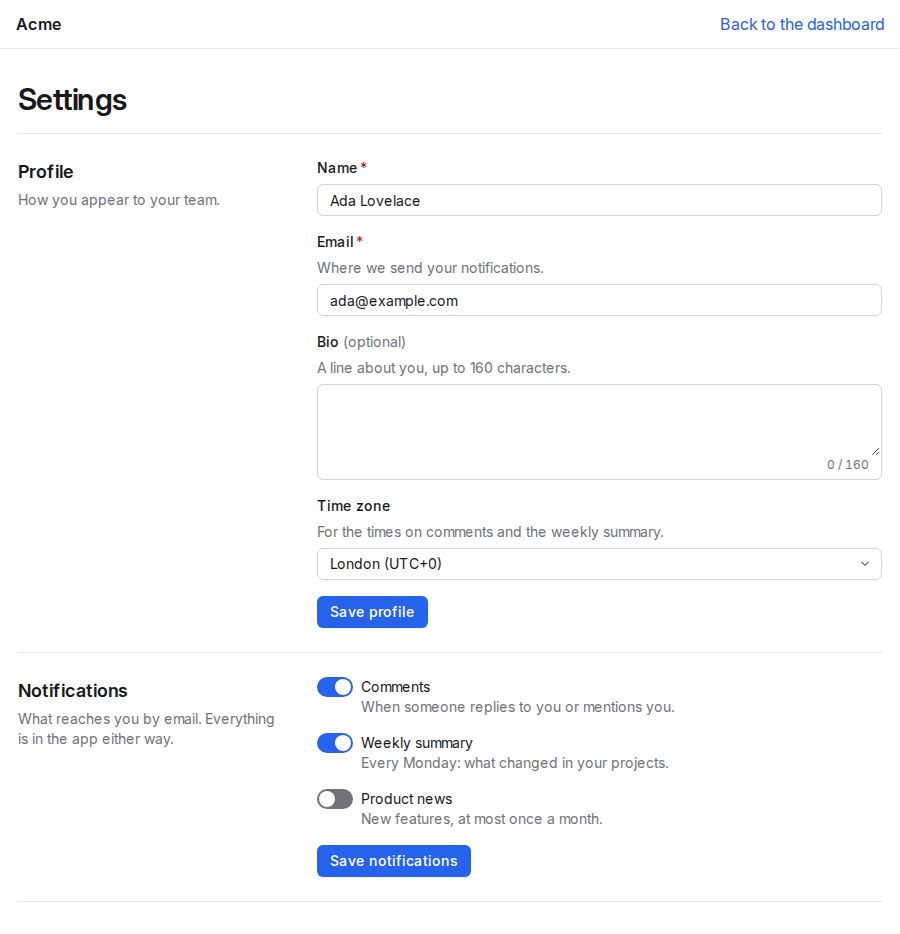 Acme
Back to the dashboard
Settings
Profile
How you appear to your team.
Name *
Ada Lovelace
Email *
Where we send your notifications.
ada@example.com
Bio (optional)
A line about you, up to 160 characters.
0 / 160
Time zone
For the times on comments and the weekly summary.
London (UTC+0)
Save profile
Notifications
What reaches you by email. Everything
is in the app either way.
Comments
When someone replies to you or mentions you.
Weekly summary
Every Monday: what changed in your projects.
Product news
New features, at most once a month.
Save notifications